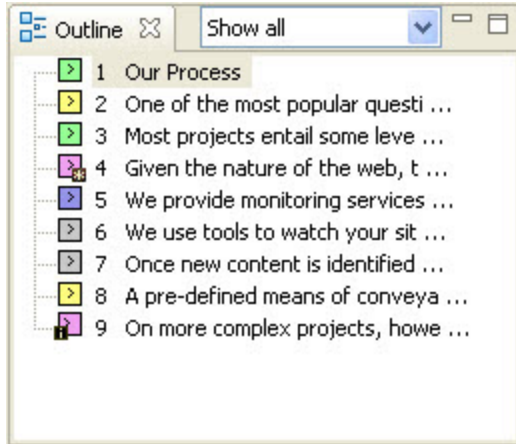 Outline Show all
1 Our Process
2 One of the most popular questi ...
3 Most projects entail some leve ...
4 Given the nature of the web, t ...
5 We provide monitoring services ...
6 We use tools to watch your sit ...
7 Once new content is identified ...
8 A pre-defined means of conveya ...
9 On more complex projects, howe ...